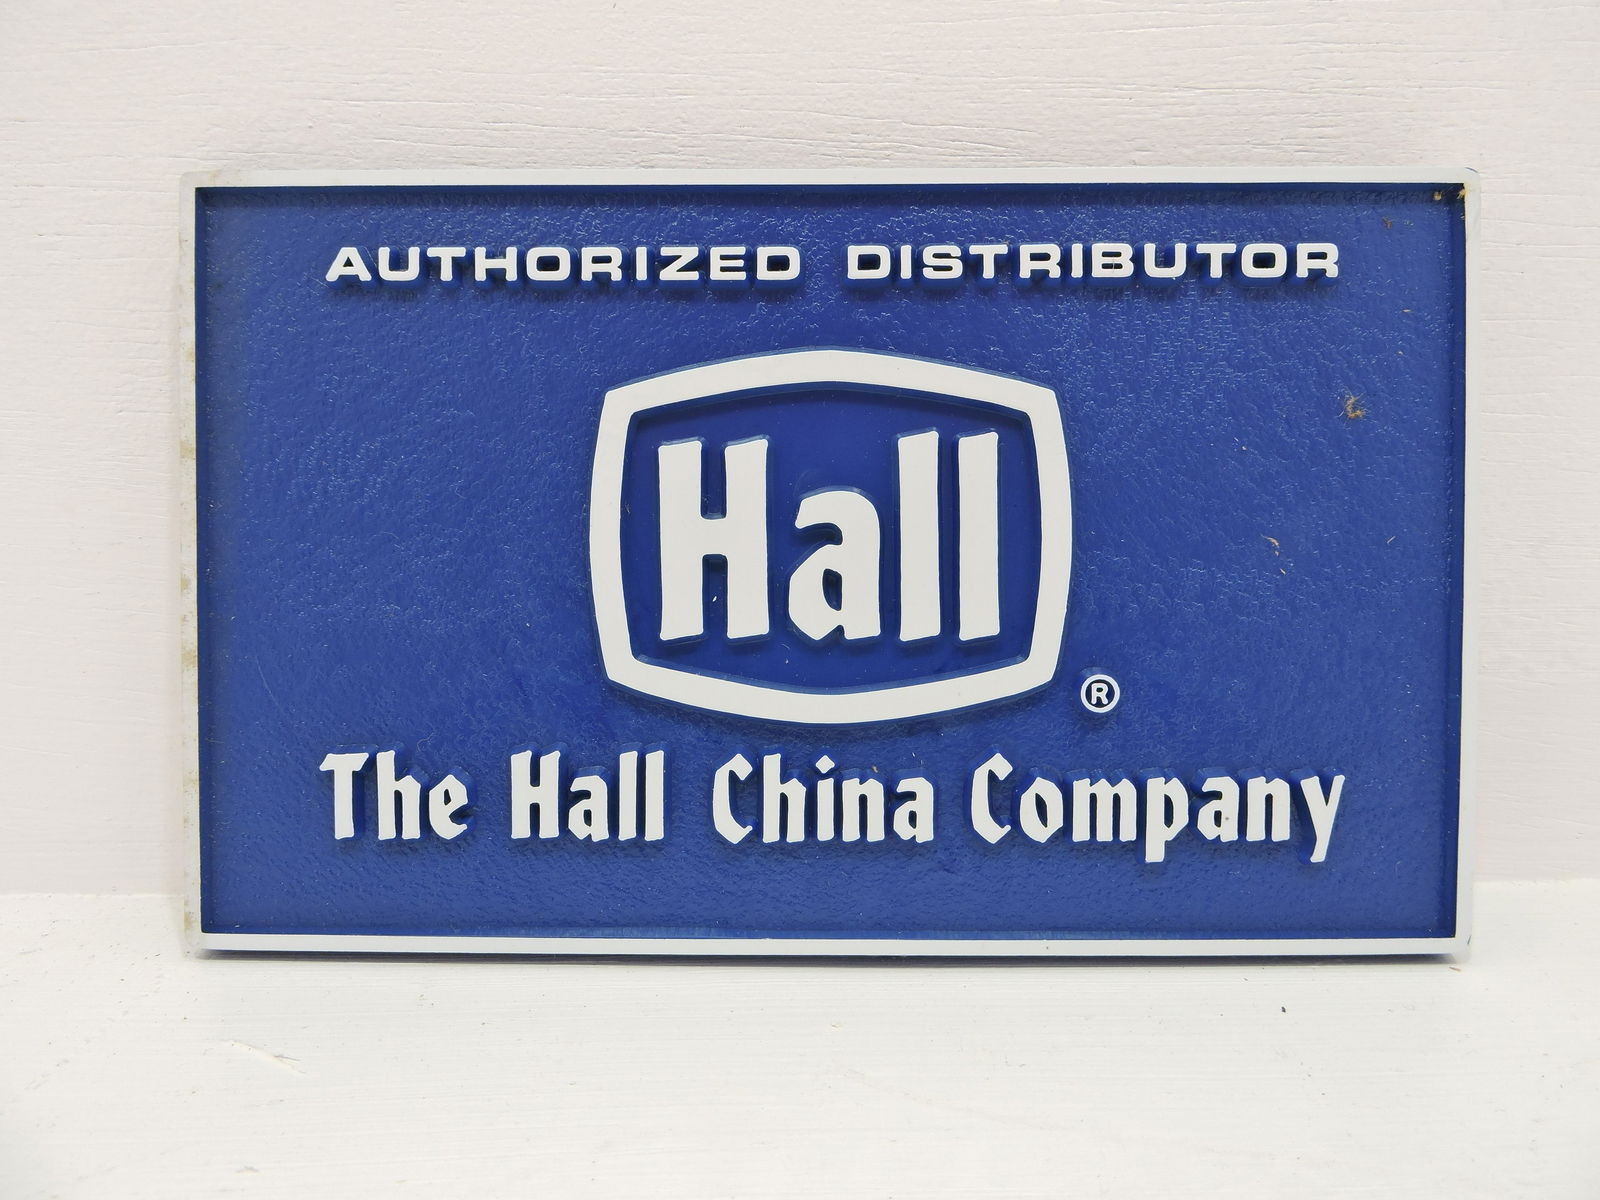 AUTHORIZED DISTRIBUTOR
Hall
®
The Hall China Company